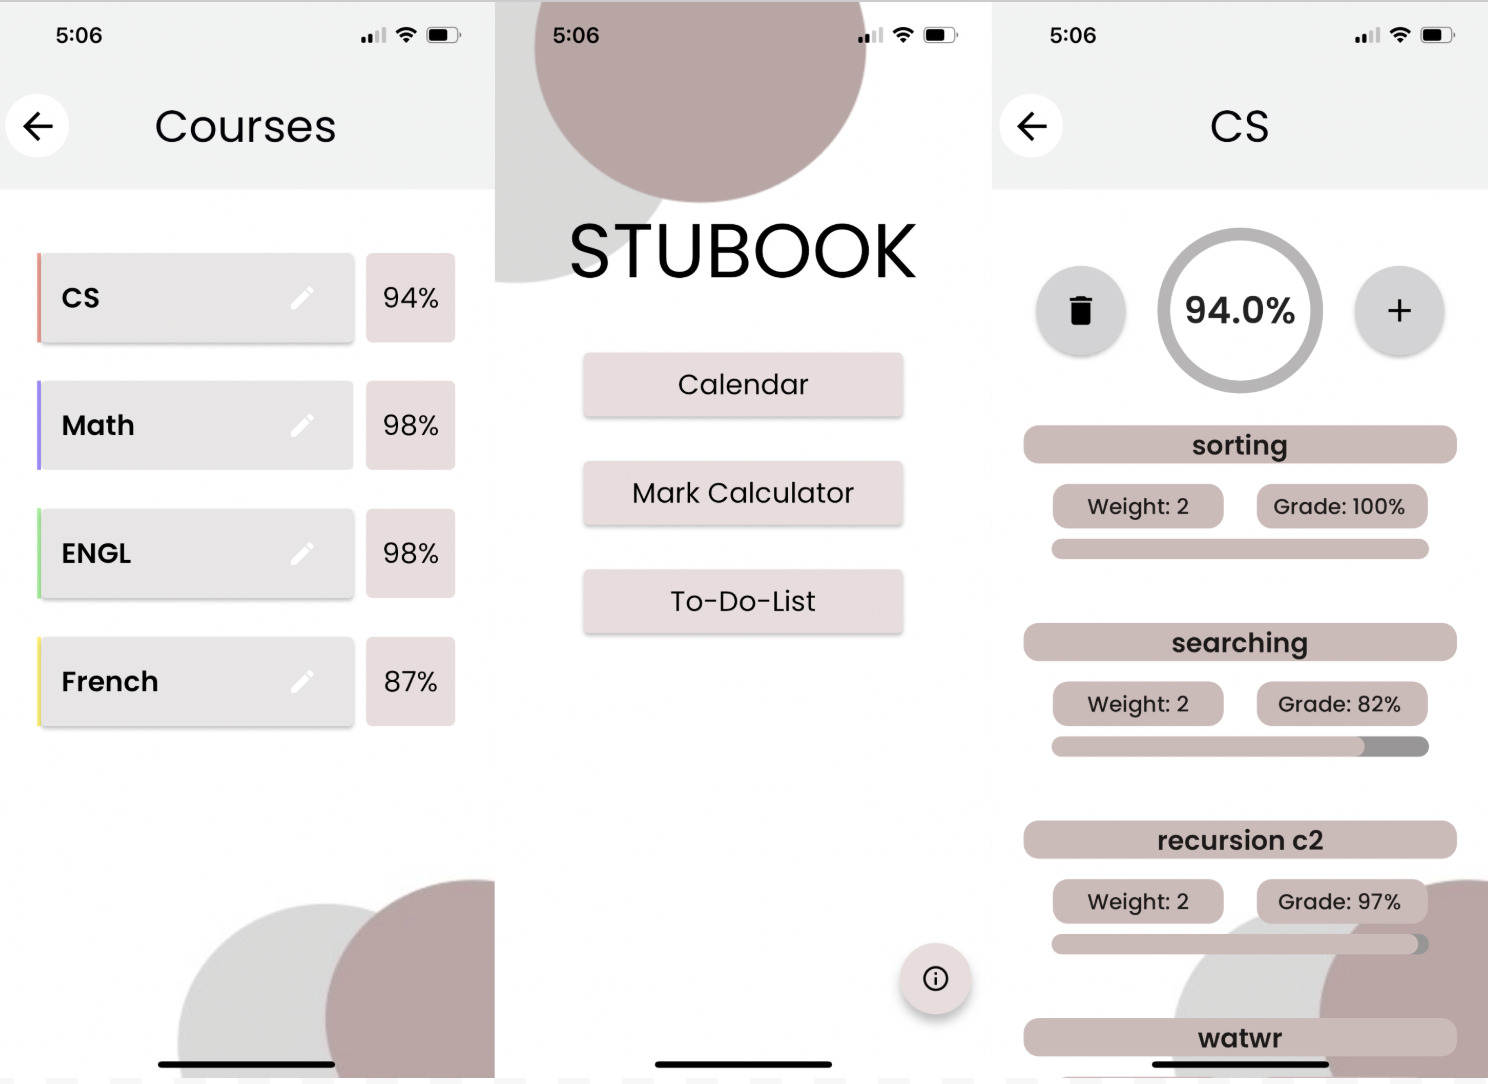 5:06
Courses
CS
94%
Math
98%
ENGL
98%
French
87%
5:06
STUBOOK
Calendar
Mark Calculator
To-Do-List
5:06
CS
94.0%
sorting
Weight: 2
Grade: 100%
searching
Weight: 2
Grade: 82%
recursion c2
Weight: 2
Grade: 97%
watwr